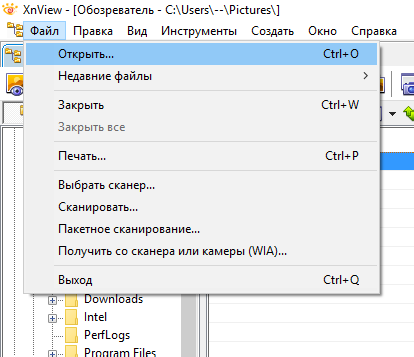 XnView - [Обозреватель - C:\Users\--\Pictures\]
Файл Правка Вид Инструменты Создать Окно Справка
Открыть... Ctrl+O
Недавние файлы
Закрыть Ctrl+W
Закрыть все
Печать... Ctrl+P
Выбрать сканер...
Сканировать...
Пакетное сканирование...
Получить со сканера или камеры (WIA)...
Выход Ctrl+Q
Downloads
Intel
PerfLogs
Program Files